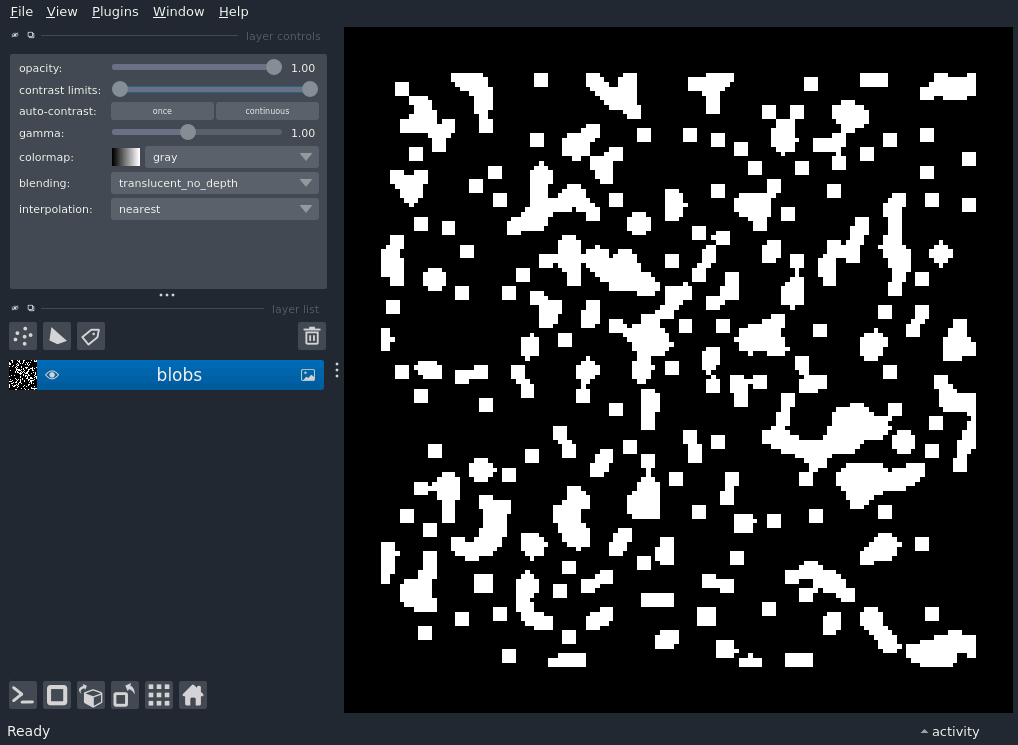 File View Plugins Window Help
layer controls
opacity: 1.00
contrast limits:
auto-contrast: once continuous
gamma: 1.00
colormap: gray
blending: translucent_no_depth
interpolation: nearest
layer list
blobs
Ready
activity